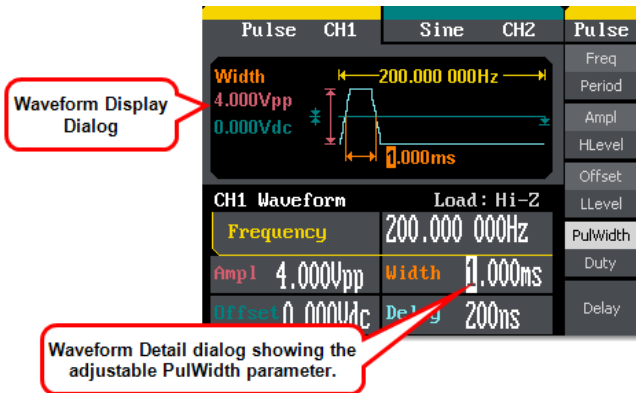 Pulse CH1
Sine CH2
Pulse
Width
200.000 000Hz
4.000Vpp
0.000Vdc
1.000ms
Waveform Display
Dialog
CH1 Waveform
Load: Hi-Z
Frequency
200.000 000Hz
Ampl 4.000Vpp
Width 1.000ms
Offset 0.000Vdc
Delay 200ns
Freq
Period
Ampl
HLevel
Offset
LLevel
PulWidth
Duty
Delay
Waveform Detail dialog showing the
adjustable PulWidth parameter.